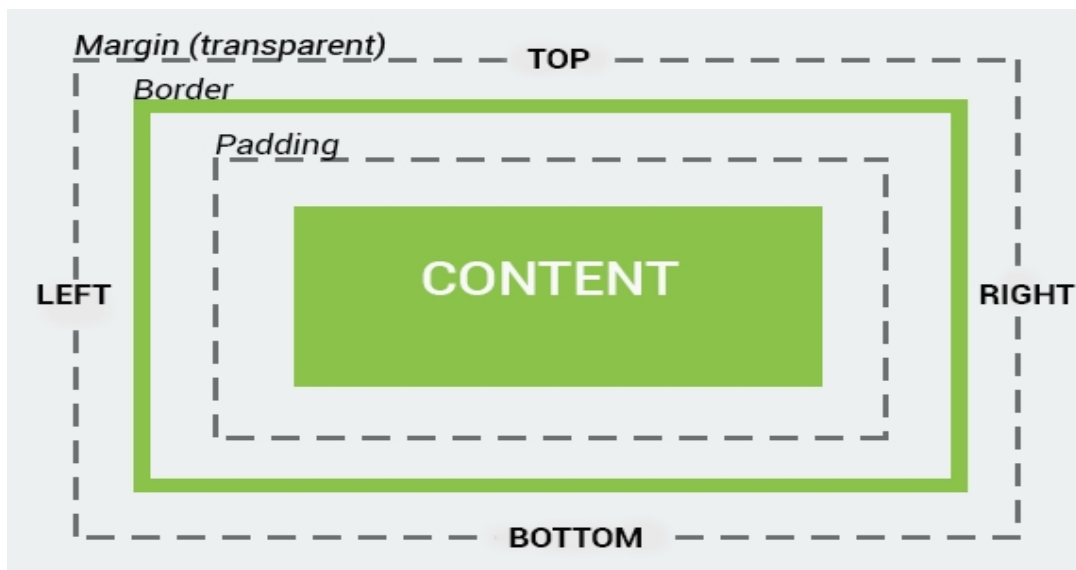 Margin (transparent)
TOP
Border
Padding
CONTENT
LEFT
RIGHT
BOTTOM